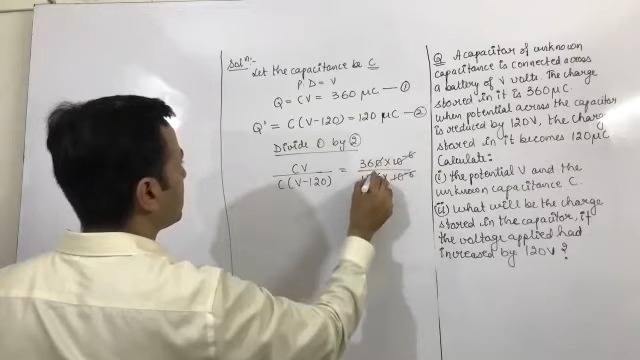 Soln:-
Let the capacitance be C
P.D = V
Q = CV = 360 μC — ①
Q' = C(V-120) = 120 μC — ②
Divide ① by ②
CV / C(V-120) = 360 × 10⁻⁶ / × 10⁻⁶
Q A capacitor of unknown
capacitance is connected across
a battery of V volts. The charge
stored in it is 360μC.
when potential across the capacitor
is reduced by 120V, the charge
stored in it becomes 120μC
Calculate:
(i) the potential V and the
unknown capacitance C.
(ii) What will be the charge
stored in the capacitor, if
the voltage applied had
increased by 120V?